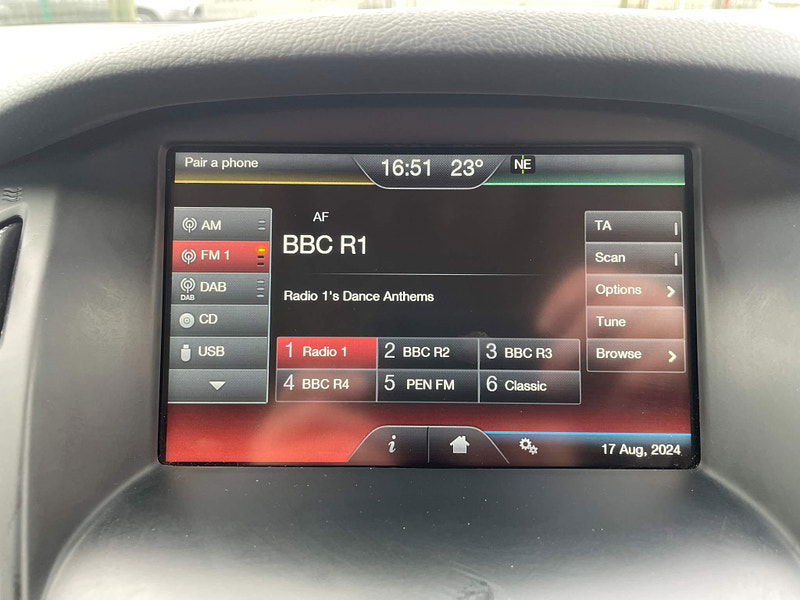 Pair a phone
16:51 23° NE
AM
FM 1
DAB
DAB
CD
USB
AF
BBC R1
Radio 1's Dance Anthems
1 Radio 1
2 BBC R2
3 BBC R3
4 BBC R4
5 PEN FM
6 Classic
TA
Scan
Options
Tune
Browse
i
17 Aug, 2024